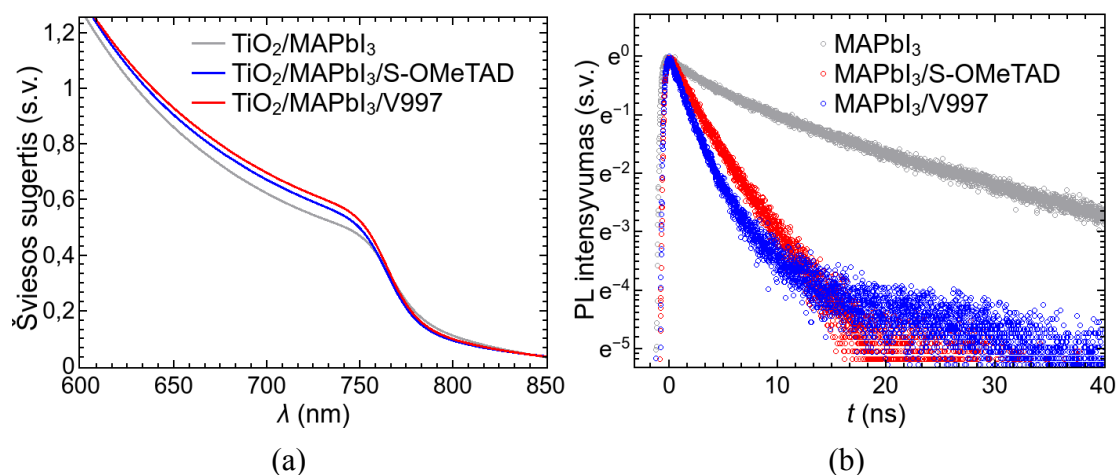 Šviesos sugertis (s.v.)
1,2
1
0,8
0,6
0,4
0,2
0
TiO₂/MAPbI₃
TiO₂/MAPbI₃/S-OMeTAD
TiO₂/MAPbI₃/V997
600 650 700 750 800 850
λ (nm)
(a)
PL intensyvumas (s.v.)
e⁰
e⁻¹
e⁻²
e⁻³
e⁻⁴
e⁻⁵
MAPbI₃
MAPbI₃/S-OMeTAD
MAPbI₃/V997
0 10 20 30 40
t (ns)
(b)